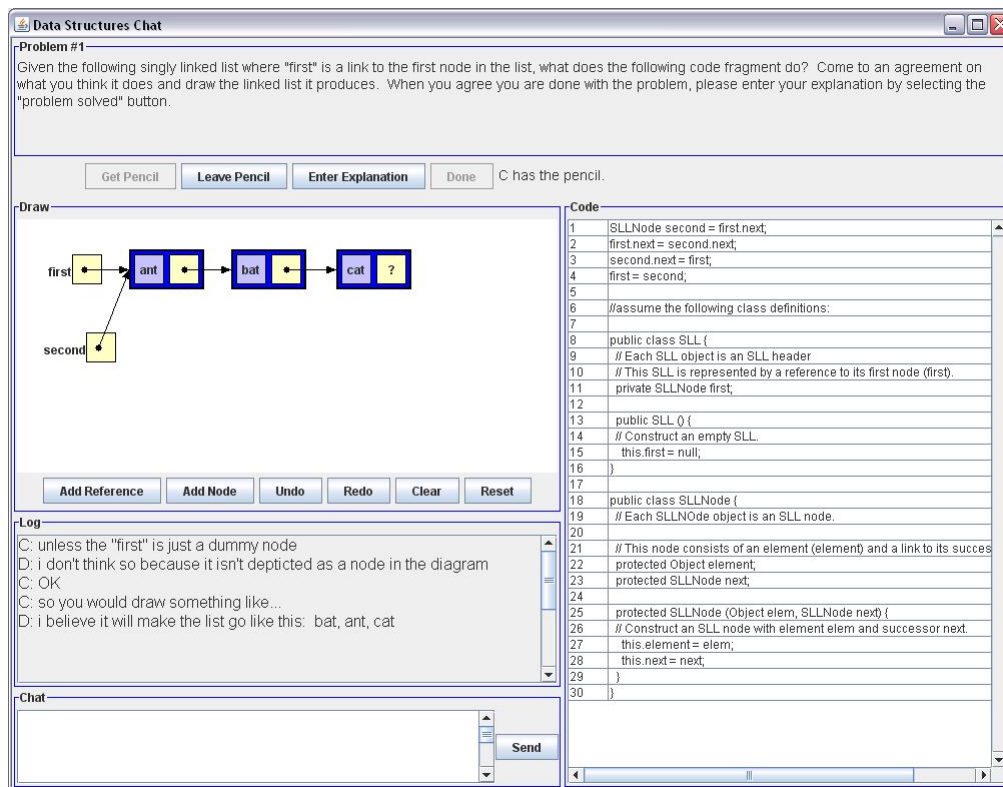 Data Structures Chat
Problem #1
Given the following singly linked list where "first" is a link to the first node in the list, what does the following code fragment do? Come to an agreement on
what you think it does and draw the linked list it produces. When you agree you are done with the problem, please enter your explanation by selecting the
"problem solved" button.
Get Pencil Leave Pencil Enter Explanation Done C has the pencil.
Draw
first ant bat cat ?
second
Add Reference Add Node Undo Redo Clear Reset
Log
C: unless the "first" is just a dummy node
D: i don't think so because it isn't depticted as a node in the diagram
C: OK
C: so you would draw something like...
D: i believe it will make the list go like this: bat, ant, cat
Chat
Send
Code
1 SLLNode second = first.next;
2 first.next = second.next;
3 second.next = first;
4 first = second;
5
6 //assume the following class definitions:
7
8 public class SLL {
9 // Each SLL object is an SLL header
10 // This SLL is represented by a reference to its first node (first).
11 private SLLNode first;
12
13 public SLL () {
14 // Construct an empty SLL.
15 this.first = null;
16 }
17
18 public class SLLNode {
19 // Each SLLNOde object is an SLL node.
20
21 // This node consists of an element (element) and a link to its succes
22 protected Object element;
23 protected SLLNode next;
24
25 protected SLLNode (Object elem, SLLNode next) {
26 // Construct an SLL node with element elem and successor next.
27 this.element = elem;
28 this.next = next;
29 }
30 }